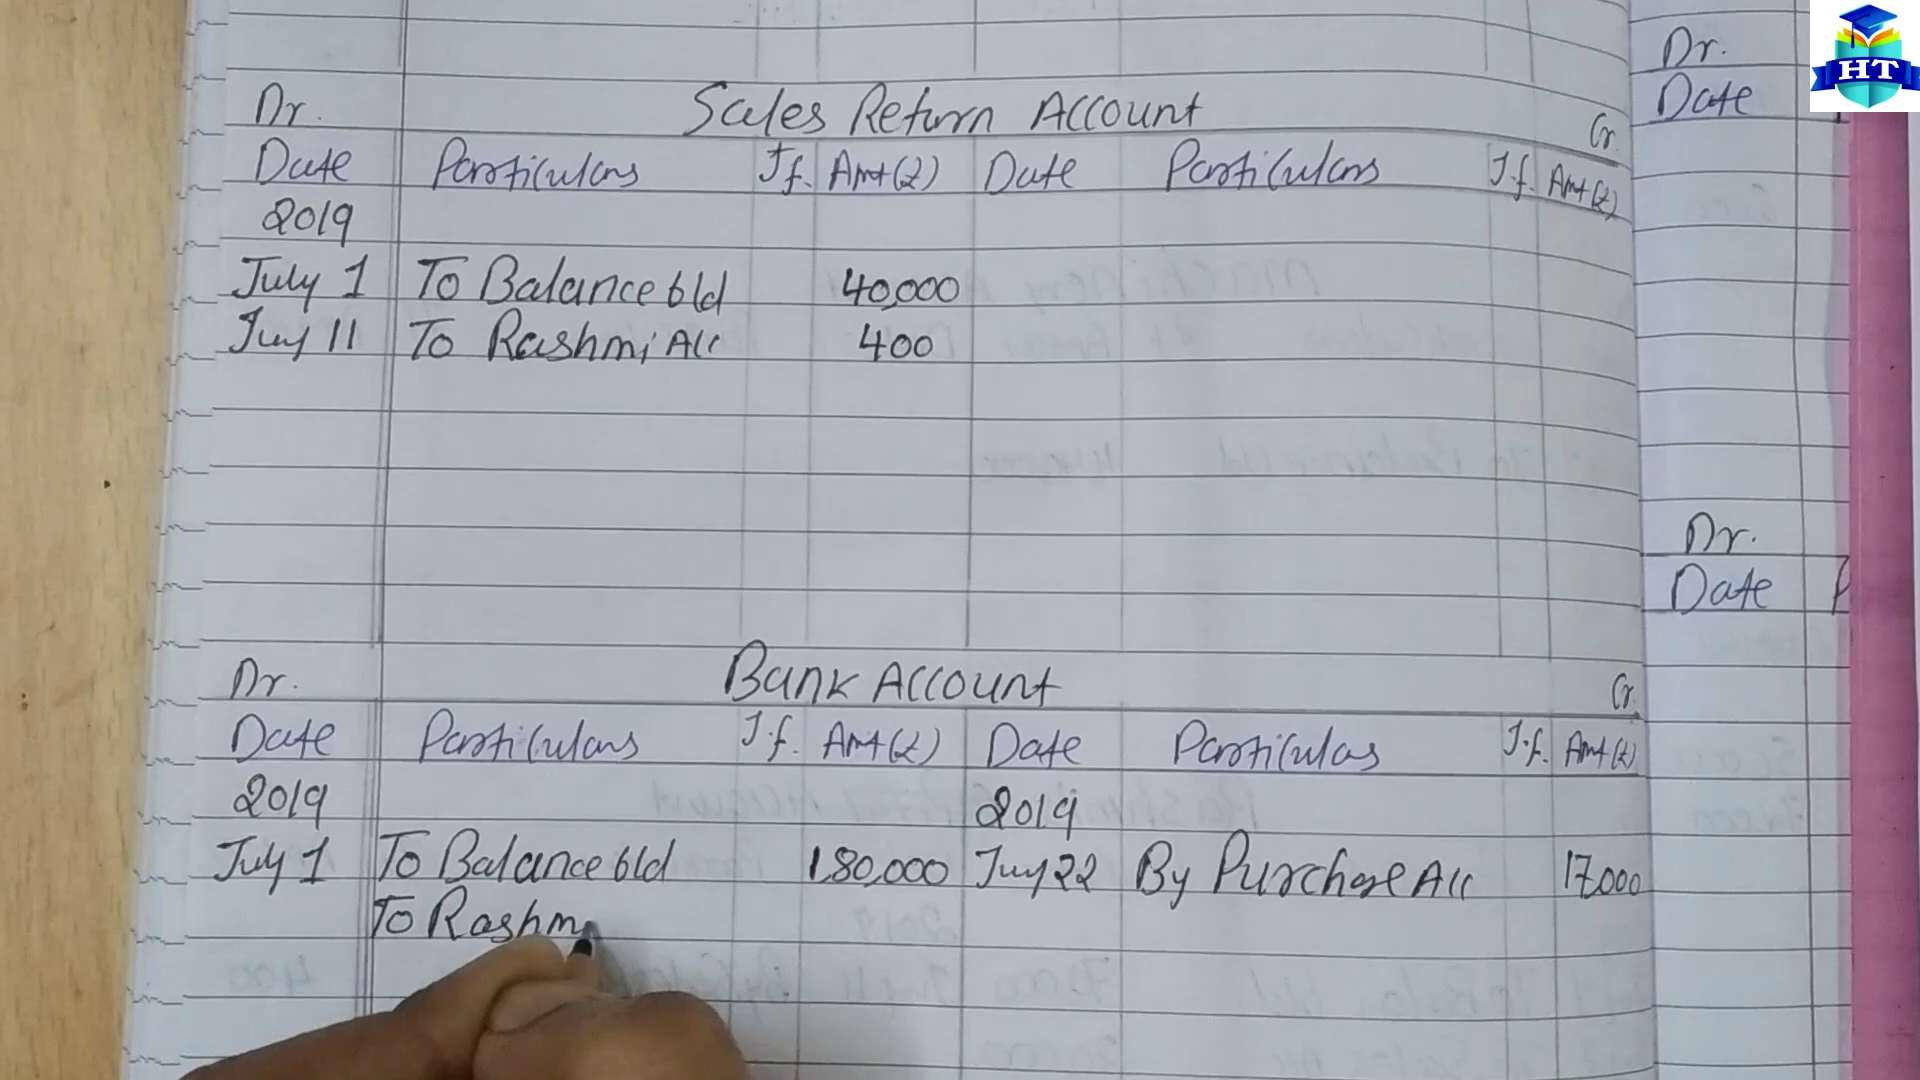 HT
Dr. Sales Return Account Cr.
Date Particulars J.f. Amt(₹) Date Particulars J.f. Amt(₹)
2019
July 1 To Balance b/d 40,000
July 11 To Rashmi A/c 400
Dr. Bank Account Cr.
Date Particulars J.f. Amt(₹) Date Particulars J.f. Amt(₹)
2019 2019
July 1 To Balance b/d 1,80,000 July 22 By Purchase A/c 17,000
To Rashm
Dr.
Date
Dr.
Date